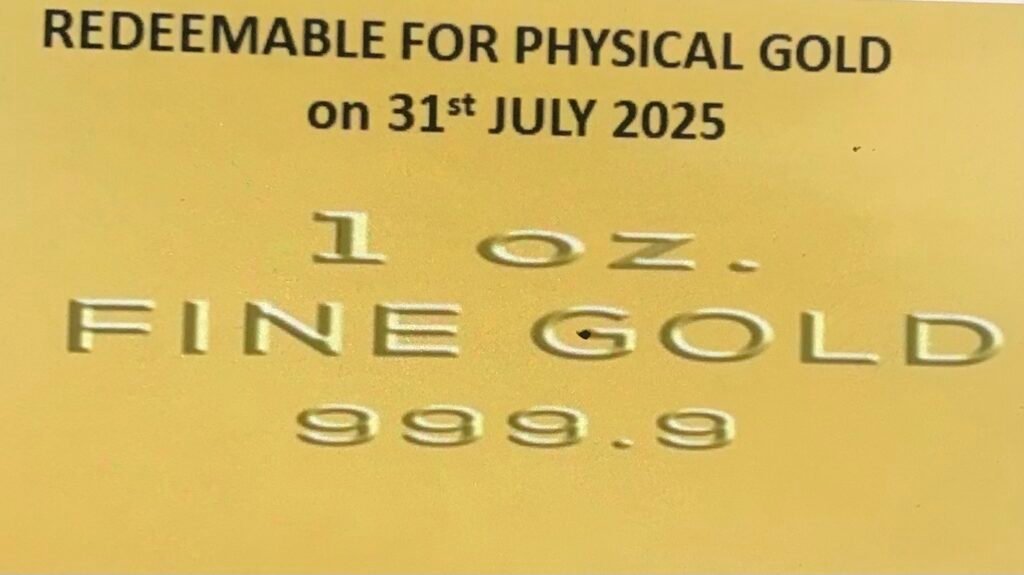 REDEEMABLE FOR PHYSICAL GOLD
on 31st JULY 2025
1 oz.
FINE GOLD
999.9